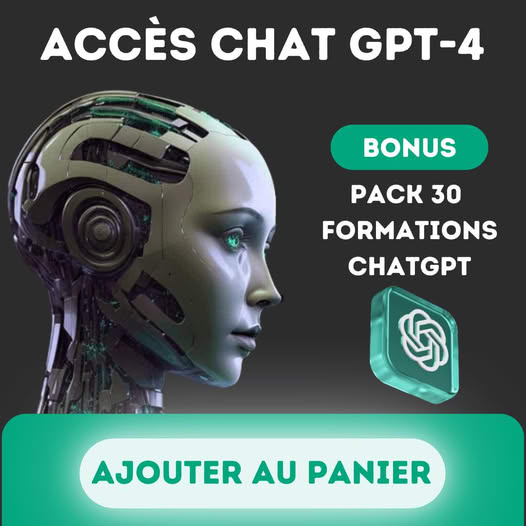 ACCÈS CHAT GPT-4
BONUS
PACK 30
FORMATIONS
CHATGPT
AJOUTER AU PANIER